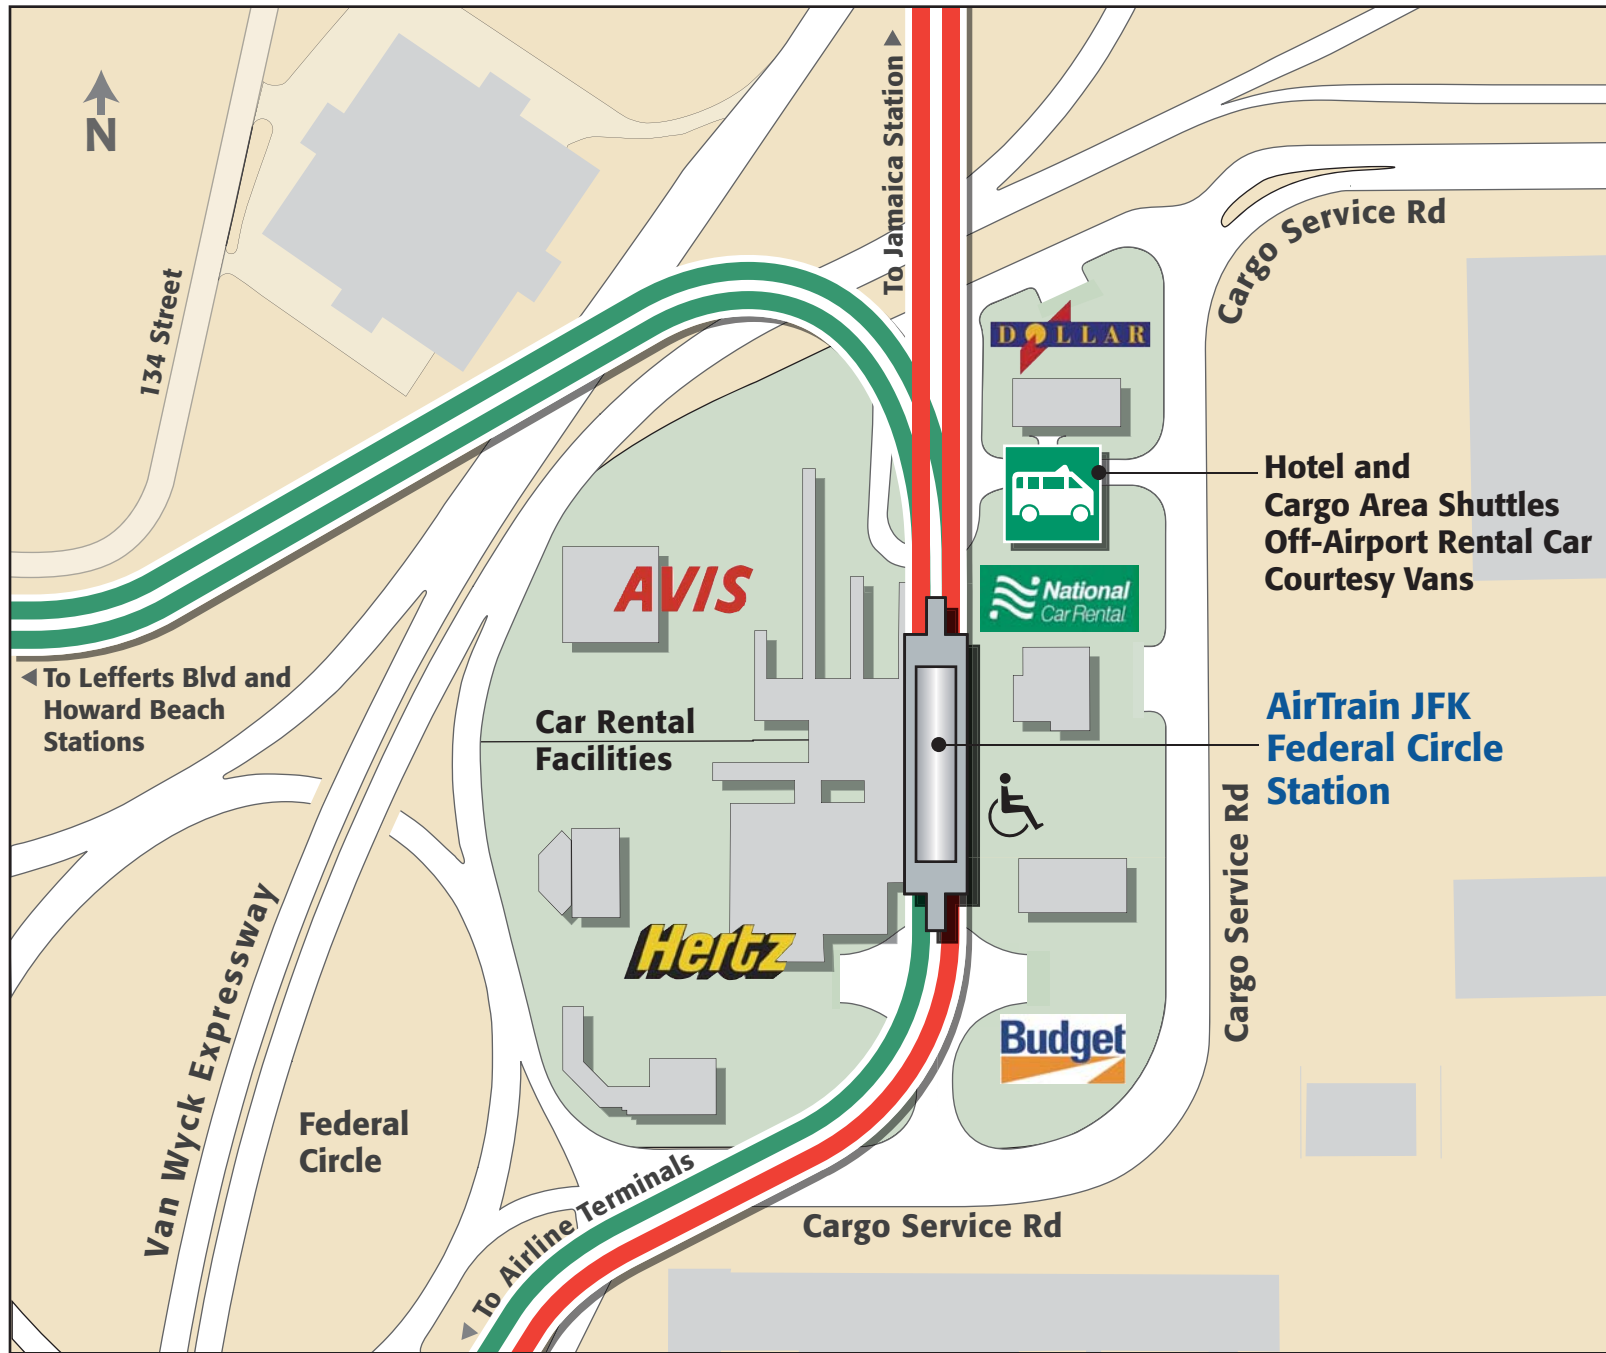 N
134 Street
To Jamaica Station
Cargo Service Rd
DOLLAR
Hotel and
Cargo Area Shuttles
Off-Airport Rental Car
Courtesy Vans
AVIS
National
Car Rental
To Lefferts Blvd and
Howard Beach
Stations
Car Rental
Facilities
AirTrain JFK
Federal Circle
Station
Cargo Service Rd
Hertz
Van Wyck Expressway
Budget
Federal
Circle
To Airline Terminals
Cargo Service Rd